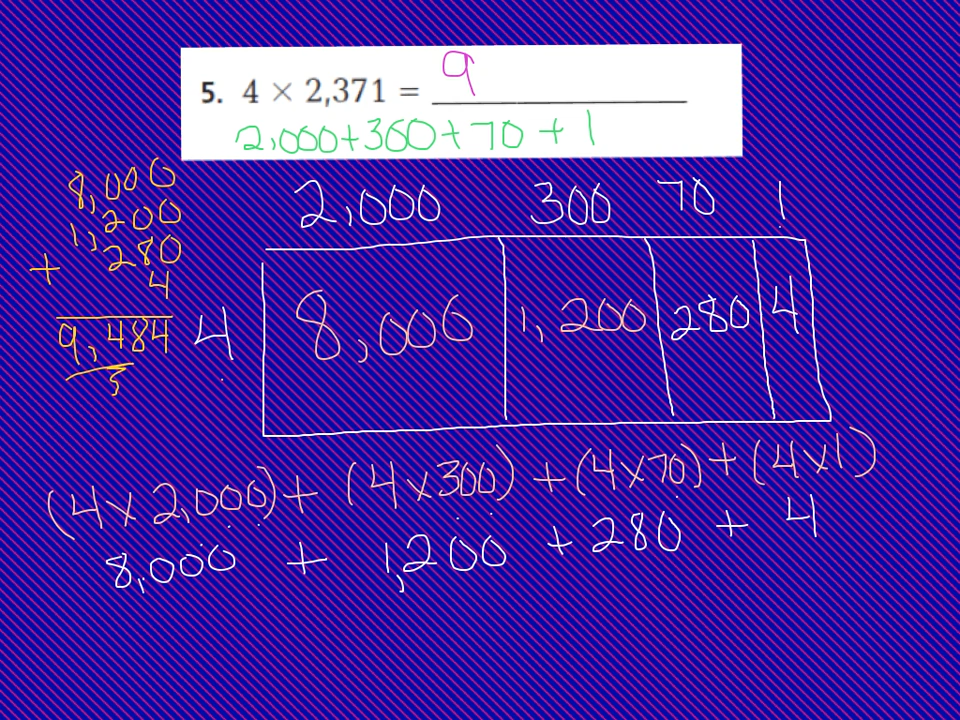 5. 4 × 2,371 = 9
2,000+300+70+1
8,000
1,200
+ 280
4
9,484
2,000 300 70 1
4 8,000 1,200 280 4
(4x2,000)+(4x300)+(4x70)+(4x1)
8,000 + 1,200 + 280 + 4